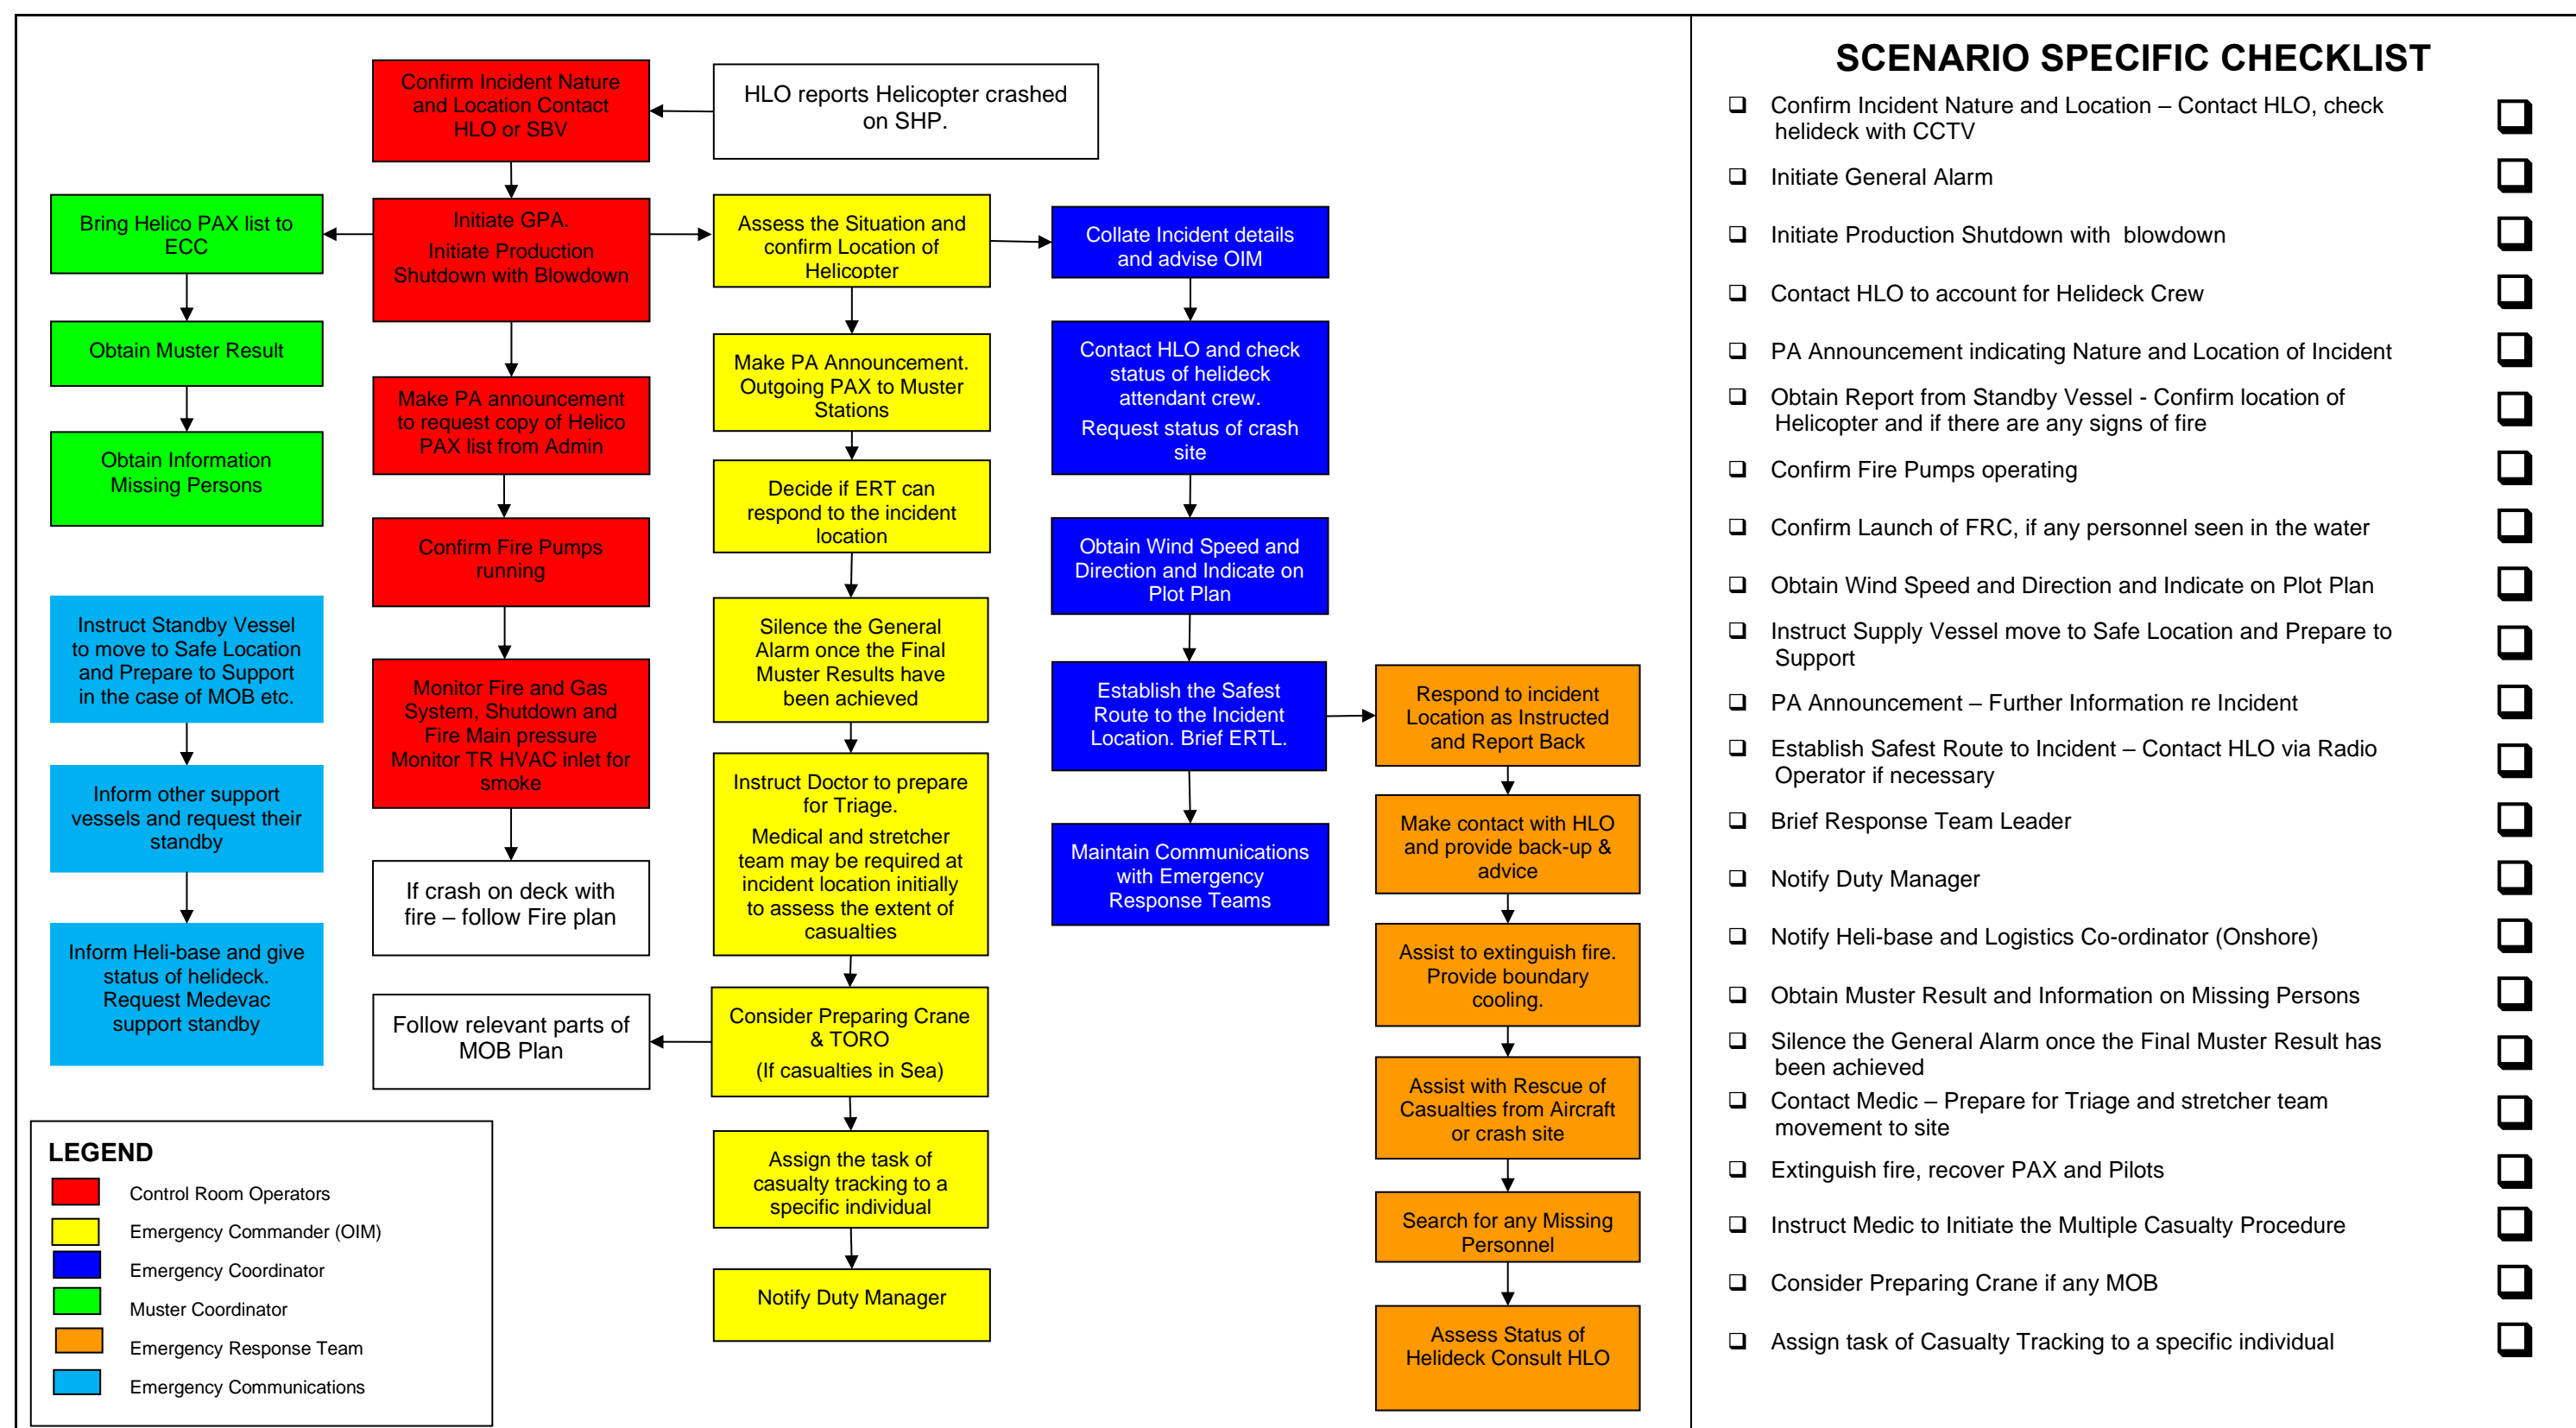 HLO reports Helicopter crashed
on SHP.
Confirm Incident Nature
and Location Contact
HLO or SBV
Initiate GPA.
Initiate Production
Shutdown with Blowdown
Make PA announcement
to request copy of Helico
PAX list from Admin
Confirm Fire Pumps
running
Monitor Fire and Gas
System, Shutdown and
Fire Main pressure
Monitor TR HVAC inlet for
smoke
If crash on deck with
fire – follow Fire plan
Follow relevant parts of
MOB Plan
Bring Helico PAX list to
ECC
Obtain Muster Result
Obtain Information
Missing Persons
Instruct Standby Vessel
to move to Safe Location
and Prepare to Support
in the case of MOB etc.
Inform other support
vessels and request their
standby
Inform Heli-base and give
status of helideck.
Request Medevac
support standby
Assess the Situation and
confirm Location of
Helicopter
Make PA Announcement.
Outgoing PAX to Muster
Stations
Decide if ERT can
respond to the incident
location
Silence the General
Alarm once the Final
Muster Results have
been achieved
Instruct Doctor to prepare
for Triage.
Medical and stretcher
team may be required at
incident location initially
to assess the extent of
casualties
Consider Preparing Crane
& TORO
(If casualties in Sea)
Assign the task of
casualty tracking to a
specific individual
Notify Duty Manager
Collate Incident details
and advise OIM
Contact HLO and check
status of helideck
attendant crew.
Request status of crash
site
Obtain Wind Speed and
Direction and Indicate on
Plot Plan
Establish the Safest
Route to the Incident
Location. Brief ERTL.
Maintain Communications
with Emergency
Response Teams
Respond to incident
Location as Instructed
and Report Back
Make contact with HLO
and provide back-up &
advice
Assist to extinguish fire.
Provide boundary
cooling.
Assist with Rescue of
Casualties from Aircraft
or crash site
Search for any Missing
Personnel
Assess Status of
Helideck Consult HLO
LEGEND
Control Room Operators
Emergency Commander (OIM)
Emergency Coordinator
Muster Coordinator
Emergency Response Team
Emergency Communications
SCENARIO SPECIFIC CHECKLIST
Confirm Incident Nature and Location – Contact HLO, check
helideck with CCTV
Initiate General Alarm
Initiate Production Shutdown with blowdown
Contact HLO to account for Helideck Crew
PA Announcement indicating Nature and Location of Incident
Obtain Report from Standby Vessel - Confirm location of
Helicopter and if there are any signs of fire
Confirm Fire Pumps operating
Confirm Launch of FRC, if any personnel seen in the water
Obtain Wind Speed and Direction and Indicate on Plot Plan
Instruct Supply Vessel move to Safe Location and Prepare to
Support
PA Announcement – Further Information re Incident
Establish Safest Route to Incident – Contact HLO via Radio
Operator if necessary
Brief Response Team Leader
Notify Duty Manager
Notify Heli-base and Logistics Co-ordinator (Onshore)
Obtain Muster Result and Information on Missing Persons
Silence the General Alarm once the Final Muster Result has
been achieved
Contact Medic – Prepare for Triage and stretcher team
movement to site
Extinguish fire, recover PAX and Pilots
Instruct Medic to Initiate the Multiple Casualty Procedure
Consider Preparing Crane if any MOB
Assign task of Casualty Tracking to a specific individual